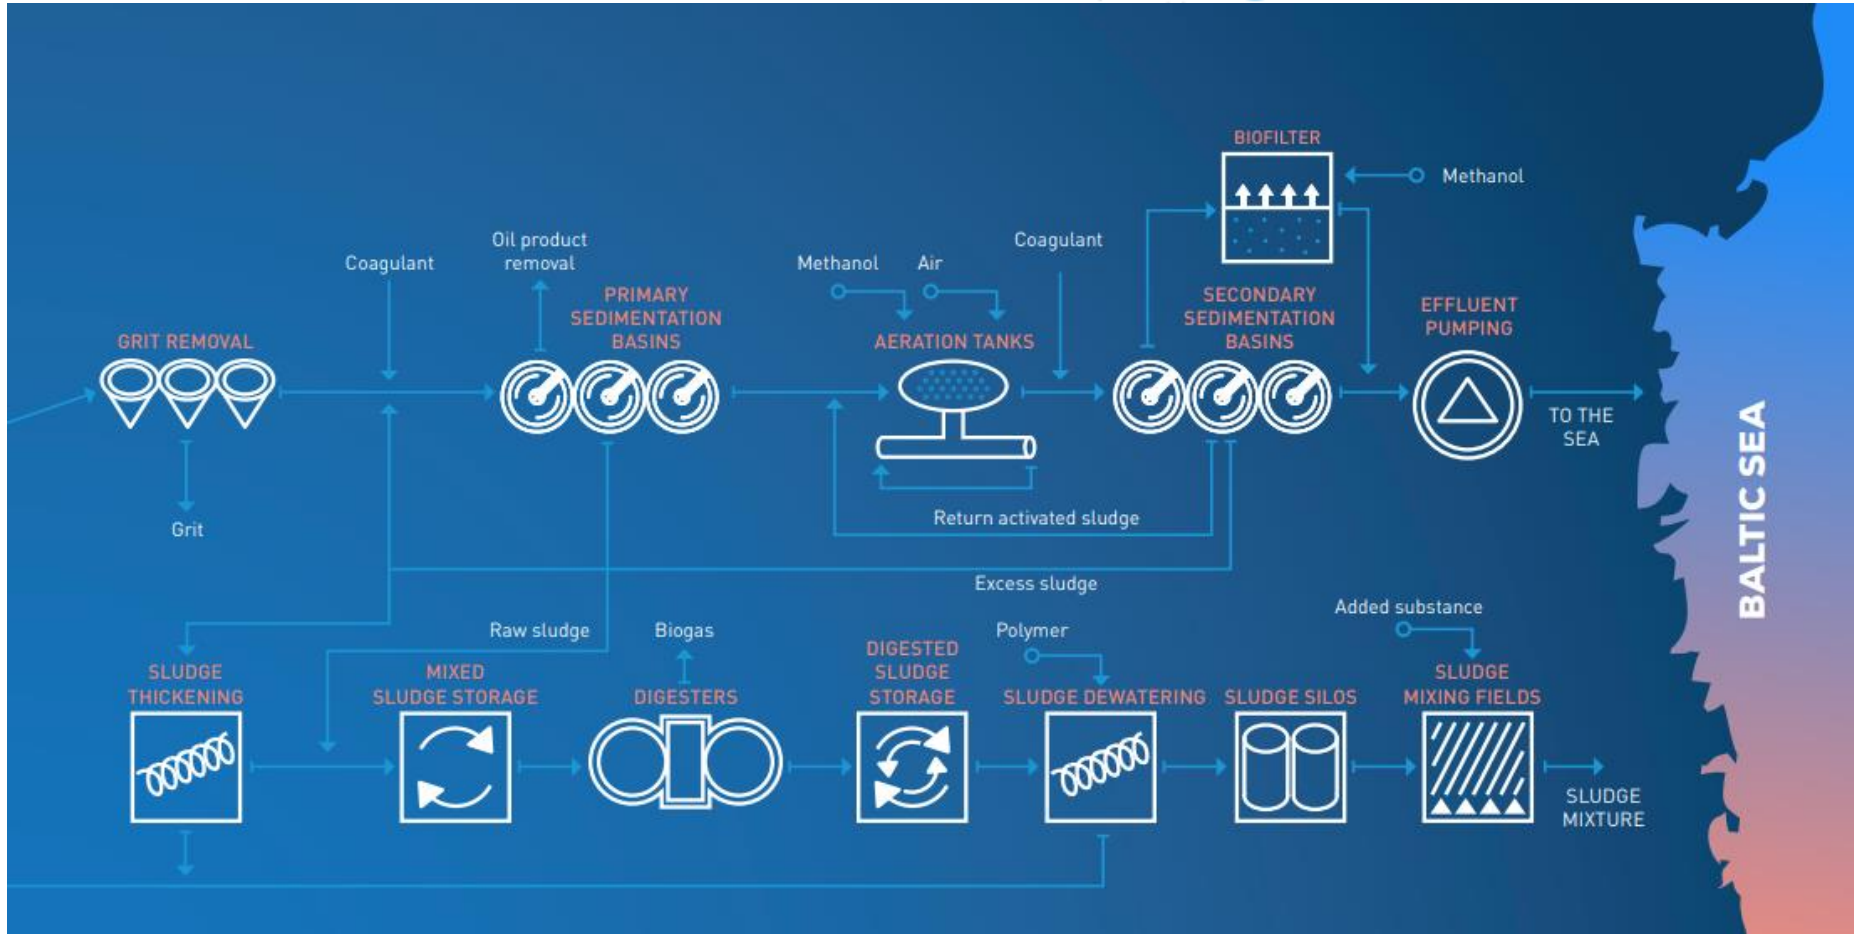 BIOFILTER
Methanol
Oil product
removal
Coagulant
Coagulant
Methanol
Air
PRIMARY
SEDIMENTATION
BASINS
SECONDARY
SEDIMENTATION
BASINS
EFFLUENT
PUMPING
GRIT REMOVAL
AERATION TANKS
TO THE
SEA
BALTIC SEA
Grit
Return activated sludge
Excess sludge
Raw sludge
Biogas
Polymer
Added substance
SLUDGE
THICKENING
MIXED
SLUDGE STORAGE
DIGESTERS
DIGESTED
SLUDGE
STORAGE
SLUDGE DEWATERING
SLUDGE SILOS
SLUDGE
MIXING FIELDS
SLUDGE
MIXTURE